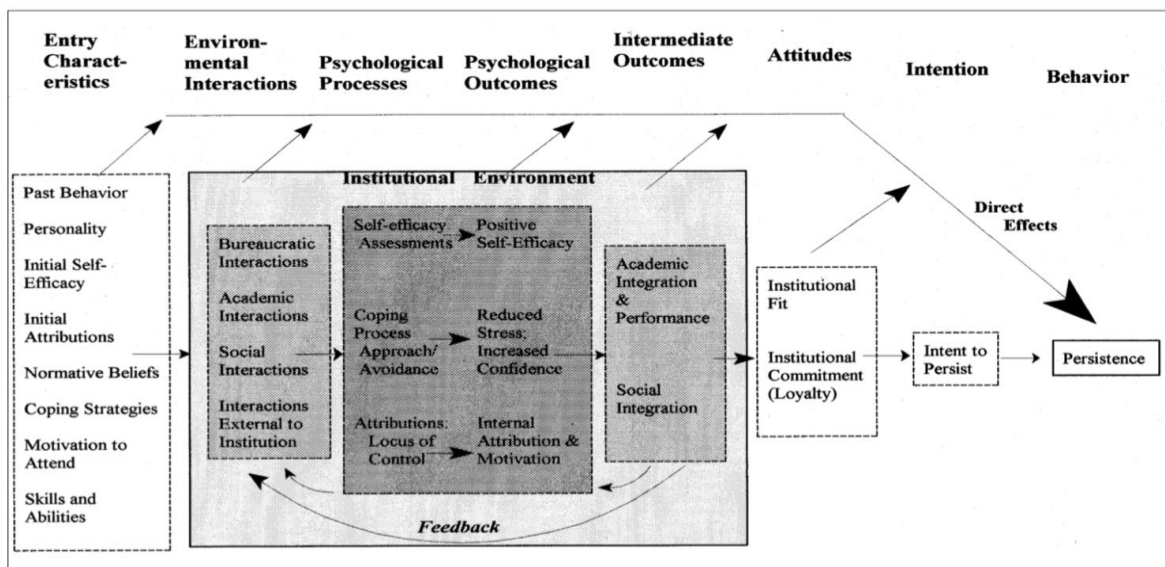 Entry
Charact-
eristics
Environ-
mental
Interactions
Psychological
Processes
Psychological
Outcomes
Intermediate
Outcomes
Attitudes
Intention
Behavior
Past Behavior
Personality
Initial Self-
Efficacy
Initial
Attributions
Normative Beliefs
Coping Strategies
Motivation to
Attend
Skills and
Abilities
Institutional Environment
Bureaucratic
Interactions
Academic
Interactions
Social
Interactions
Interactions
External to
Institution
Self-efficacy
Assessments
Positive
Self-Efficacy
Coping
Process
Approach/
Avoidance
Reduced
Stress;
Increased
Confidence
Attributions:
Locus of
Control
Internal
Attribution &
Motivation
Academic
Integration
&
Performance
Social
Integration
Feedback
Institutional
Fit
Institutional
Commitment
(Loyalty)
Intent to
Persist
Direct
Effects
Persistence